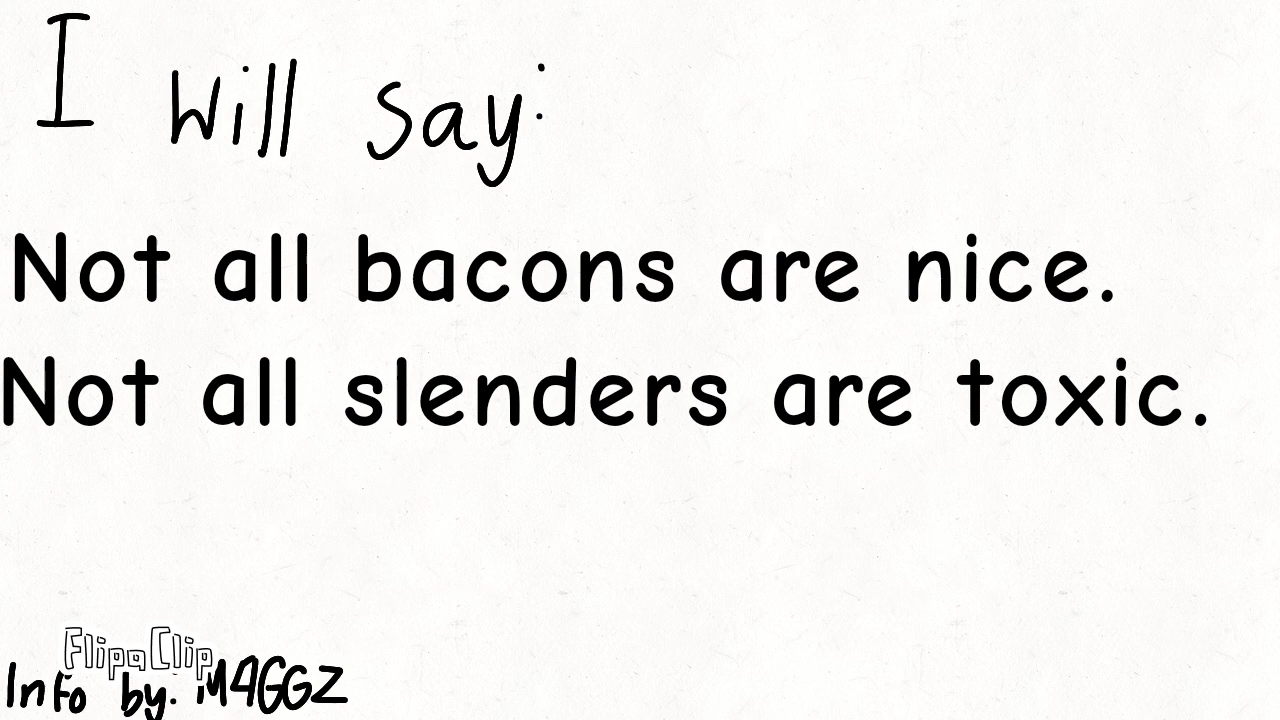 I will say:
Not all bacons are nice.
Not all slenders are toxic.
FlipaClip
Info by. iM4GGZ